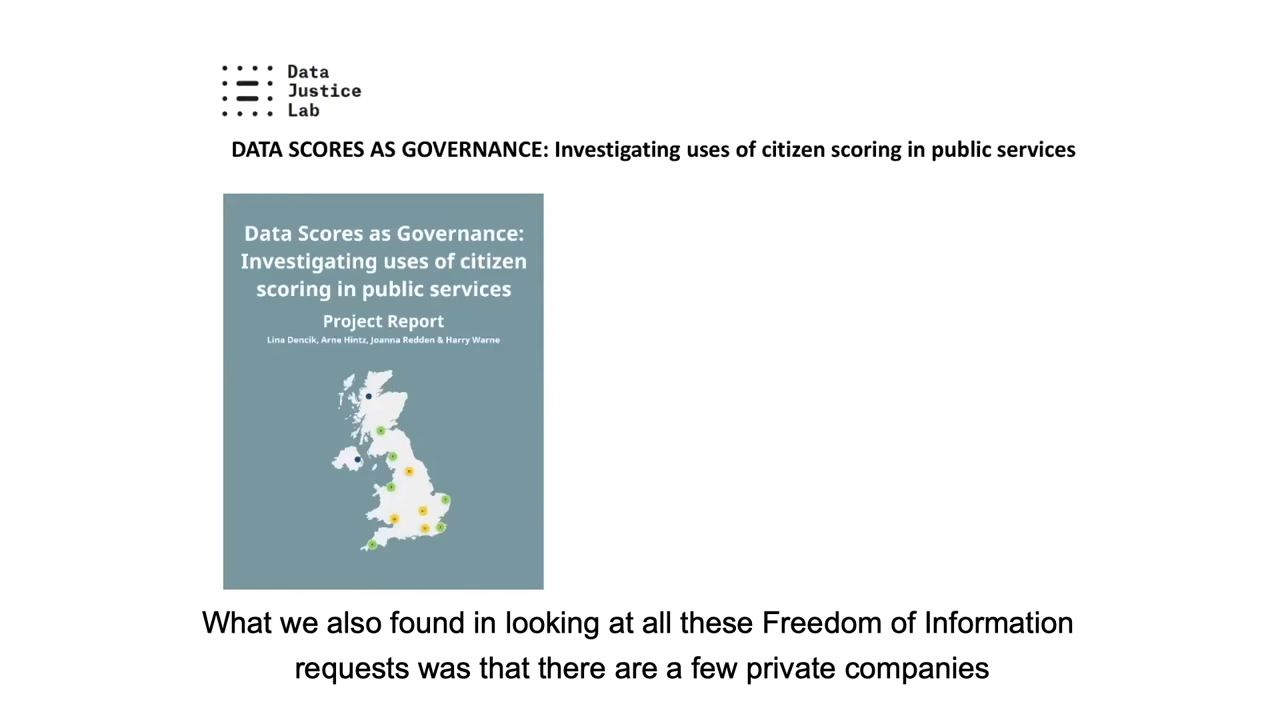 Data
Justice
Lab
DATA SCORES AS GOVERNANCE: Investigating uses of citizen scoring in public services
Data Scores as Governance:
Investigating uses of citizen
scoring in public services
Project Report
Lina Dencik, Arne Hintz, Joanna Redden & Harry Warne
What we also found in looking at all these Freedom of Information
requests was that there are a few private companies